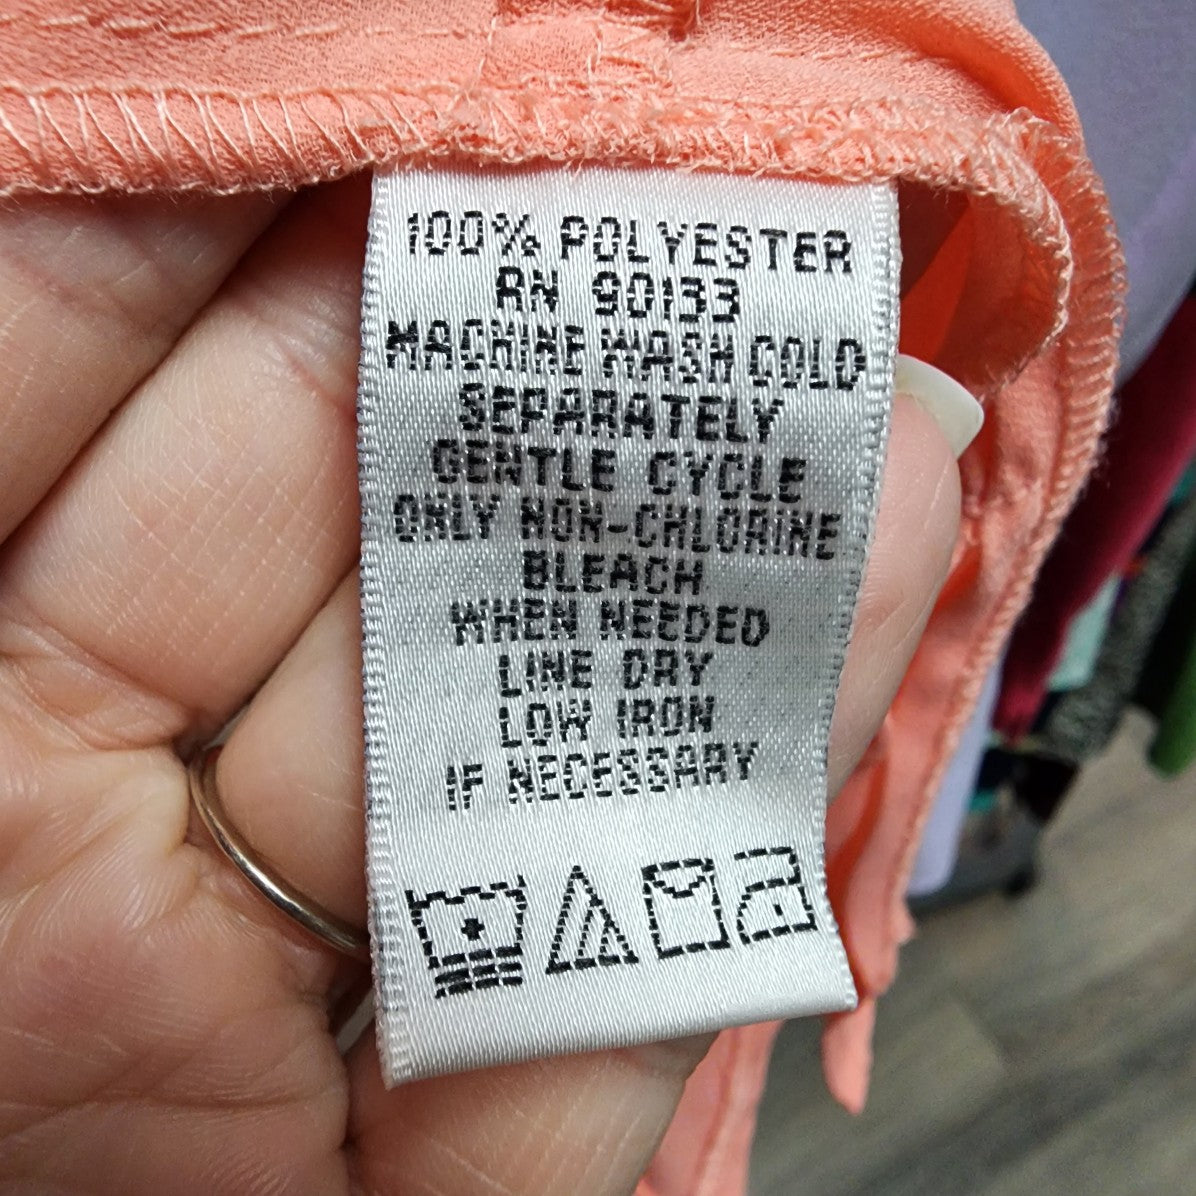 100% POLYESTER
RN 90133
MACHINE WASH COLD
SEPARATELY
GENTLE CYCLE
ONLY NON-CHLORINE
BLEACH
WHEN NEEDED
LINE DRY
LOW IRON
IF NECESSARY